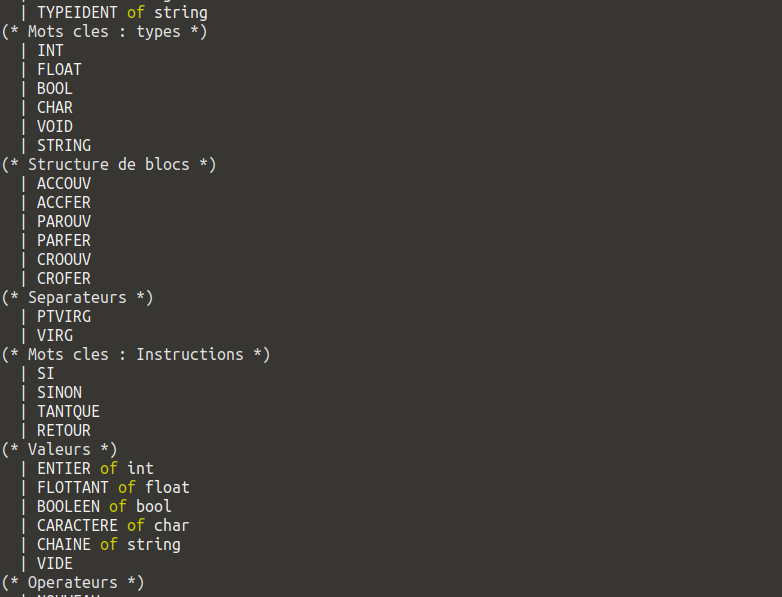 | TYPEIDENT of string
(* Mots cles : types *)
| INT
| FLOAT
| BOOL
| CHAR
| VOID
| STRING
(* Structure de blocs *)
| ACCOUV
| ACCFER
| PAROUV
| PARFER
| CROOUV
| CROFER
(* Separateurs *)
| PTVIRG
| VIRG
(* Mots cles : Instructions *)
| SI
| SINON
| TANTQUE
| RETOUR
(* Valeurs *)
| ENTIER of int
| FLOTTANT of float
| BOOLEEN of bool
| CARACTERE of char
| CHAINE of string
| VIDE
(* Operateurs *)
| NOUVEAU